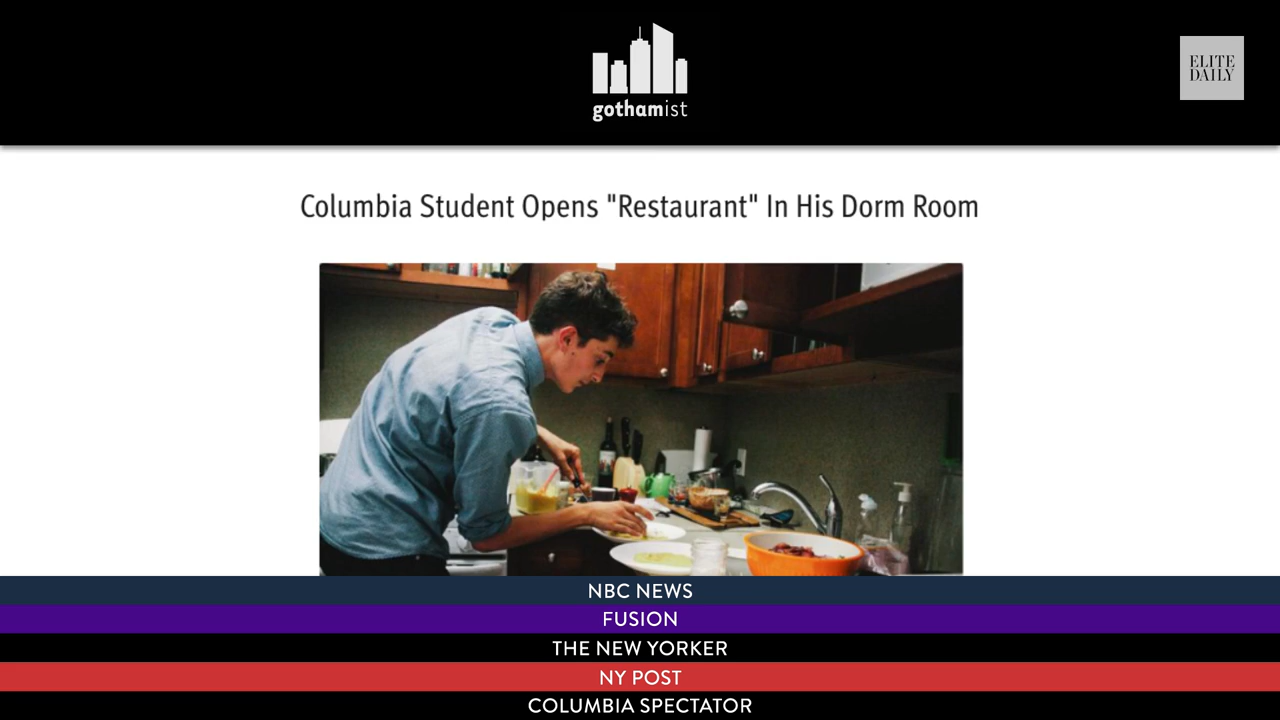 gothamist
ELITE
DAILY
Columbia Student Opens "Restaurant" In His Dorm Room
NBC NEWS
FUSION
THE NEW YORKER
NY POST
COLUMBIA SPECTATOR